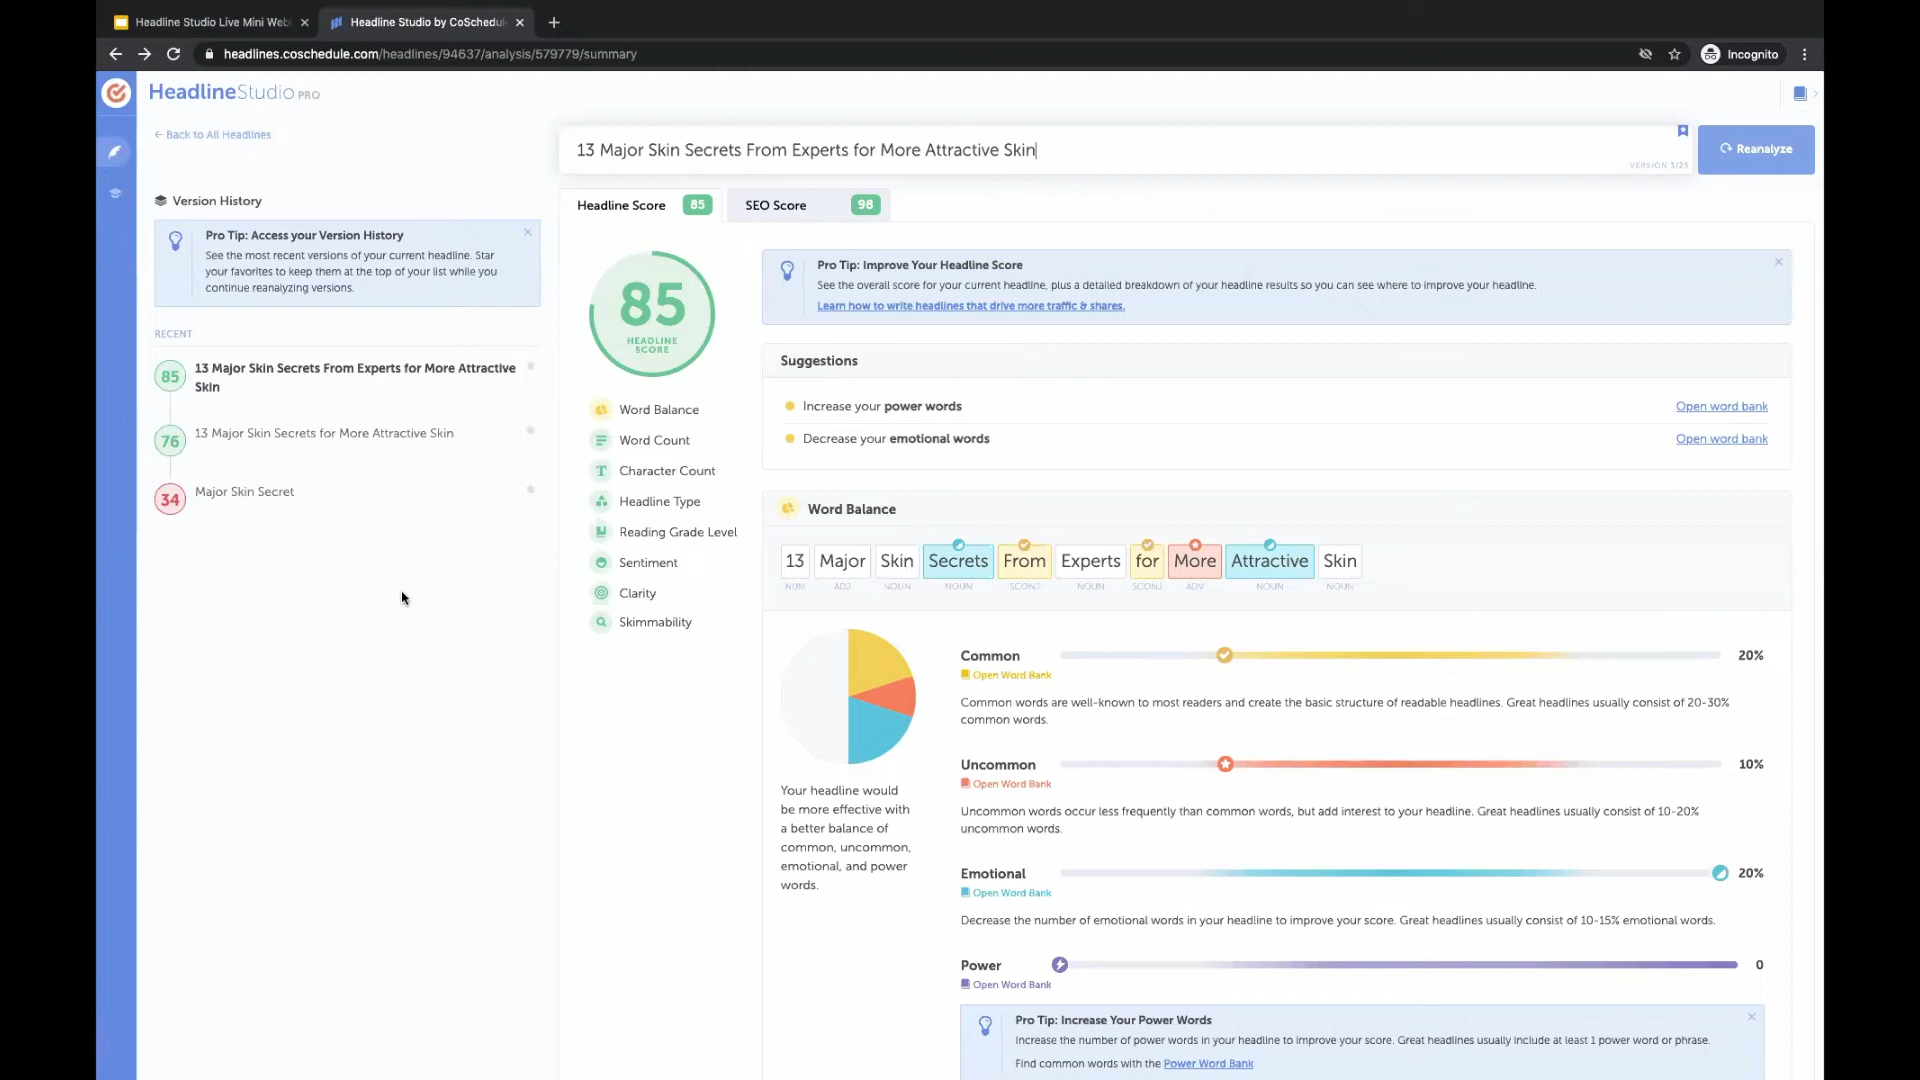 Headline Studio Live Mini Web
Headline Studio by CoSchedul
headlines.coschedule.com/headlines/94637/analysis/579779/summary
Incognito
HeadlineStudio PRO
← Back to All Headlines
13 Major Skin Secrets From Experts for More Attractive Skin
VERSION 3/25
Reanalyze
Version History
Pro Tip: Access your Version History
See the most recent versions of your current headline. Star
your favorites to keep them at the top of your list while you
continue reanalyzing versions.
RECENT
85
13 Major Skin Secrets From Experts for More Attractive
Skin
76
13 Major Skin Secrets for More Attractive Skin
34
Major Skin Secret
Headline Score 85
SEO Score 98
85
HEADLINE
SCORE
Word Balance
Word Count
Character Count
Headline Type
Reading Grade Level
Sentiment
Clarity
Skimmability
Pro Tip: Improve Your Headline Score
See the overall score for your current headline, plus a detailed breakdown of your headline results so you can see where to improve your headline.
Learn how to write headlines that drive more traffic & shares.
Suggestions
Increase your power words Open word bank
Decrease your emotional words Open word bank
Word Balance
13 Major Skin Secrets From Experts for More Attractive Skin
NUM ADJ NOUN NOUN SCONJ NOUN SCONJ ADV NOUN NOUN
Your headline would
be more effective with
a better balance of
common, uncommon,
emotional, and power
words.
Common 20%
Open Word Bank
Common words are well-known to most readers and create the basic structure of readable headlines. Great headlines usually consist of 20-30%
common words.
Uncommon 10%
Open Word Bank
Uncommon words occur less frequently than common words, but add interest to your headline. Great headlines usually consist of 10-20%
uncommon words.
Emotional 20%
Open Word Bank
Decrease the number of emotional words in your headline to improve your score. Great headlines usually consist of 10-15% emotional words.
Power 0
Open Word Bank
Pro Tip: Increase Your Power Words
Increase the number of power words in your headline to improve your score. Great headlines usually include at least 1 power word or phrase.
Find common words with the Power Word Bank